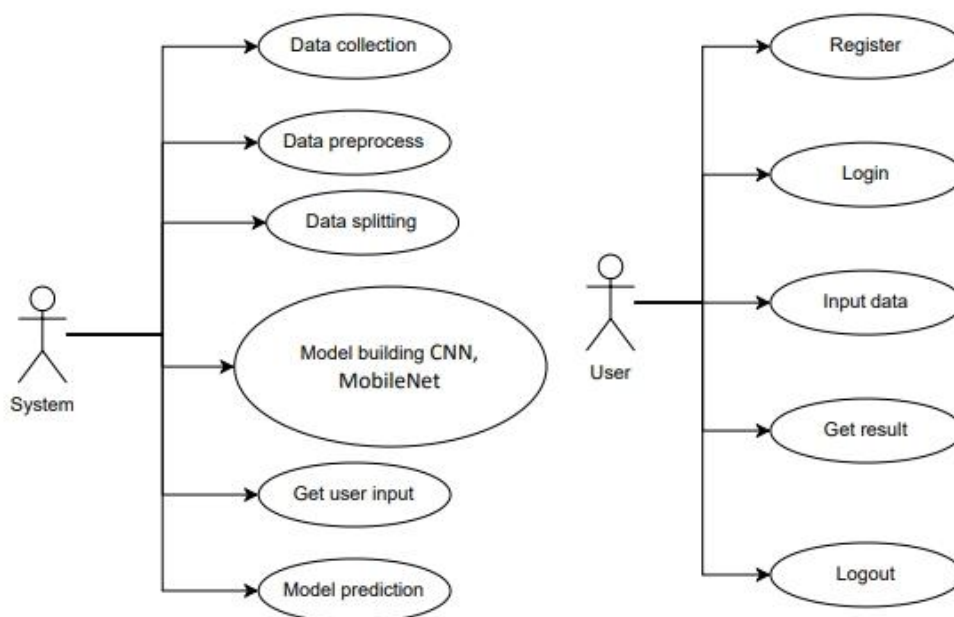 Data collection
Data preprocess
Data splitting
System
Model building CNN,
MobileNet
Get user input
Model prediction
Register
Login
User
Input data
Get result
Logout